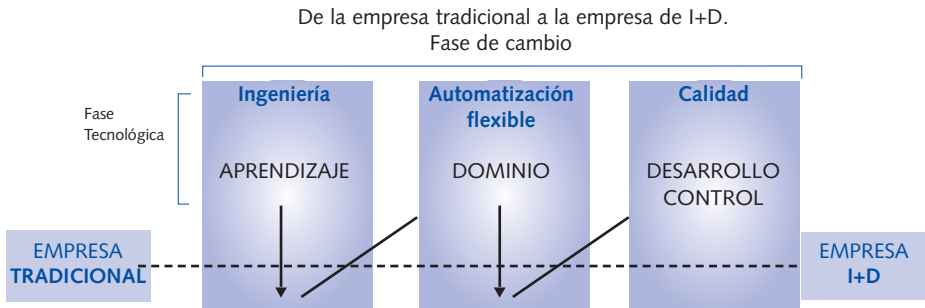 De la empresa tradicional a la empresa de I+D.
Fase de cambio
Ingeniería
Automatización
flexible
Calidad
Fase
Tecnológica
APRENDIZAJE
DOMINIO
DESARROLLO
CONTROL
EMPRESA
TRADICIONAL
EMPRESA
I+D